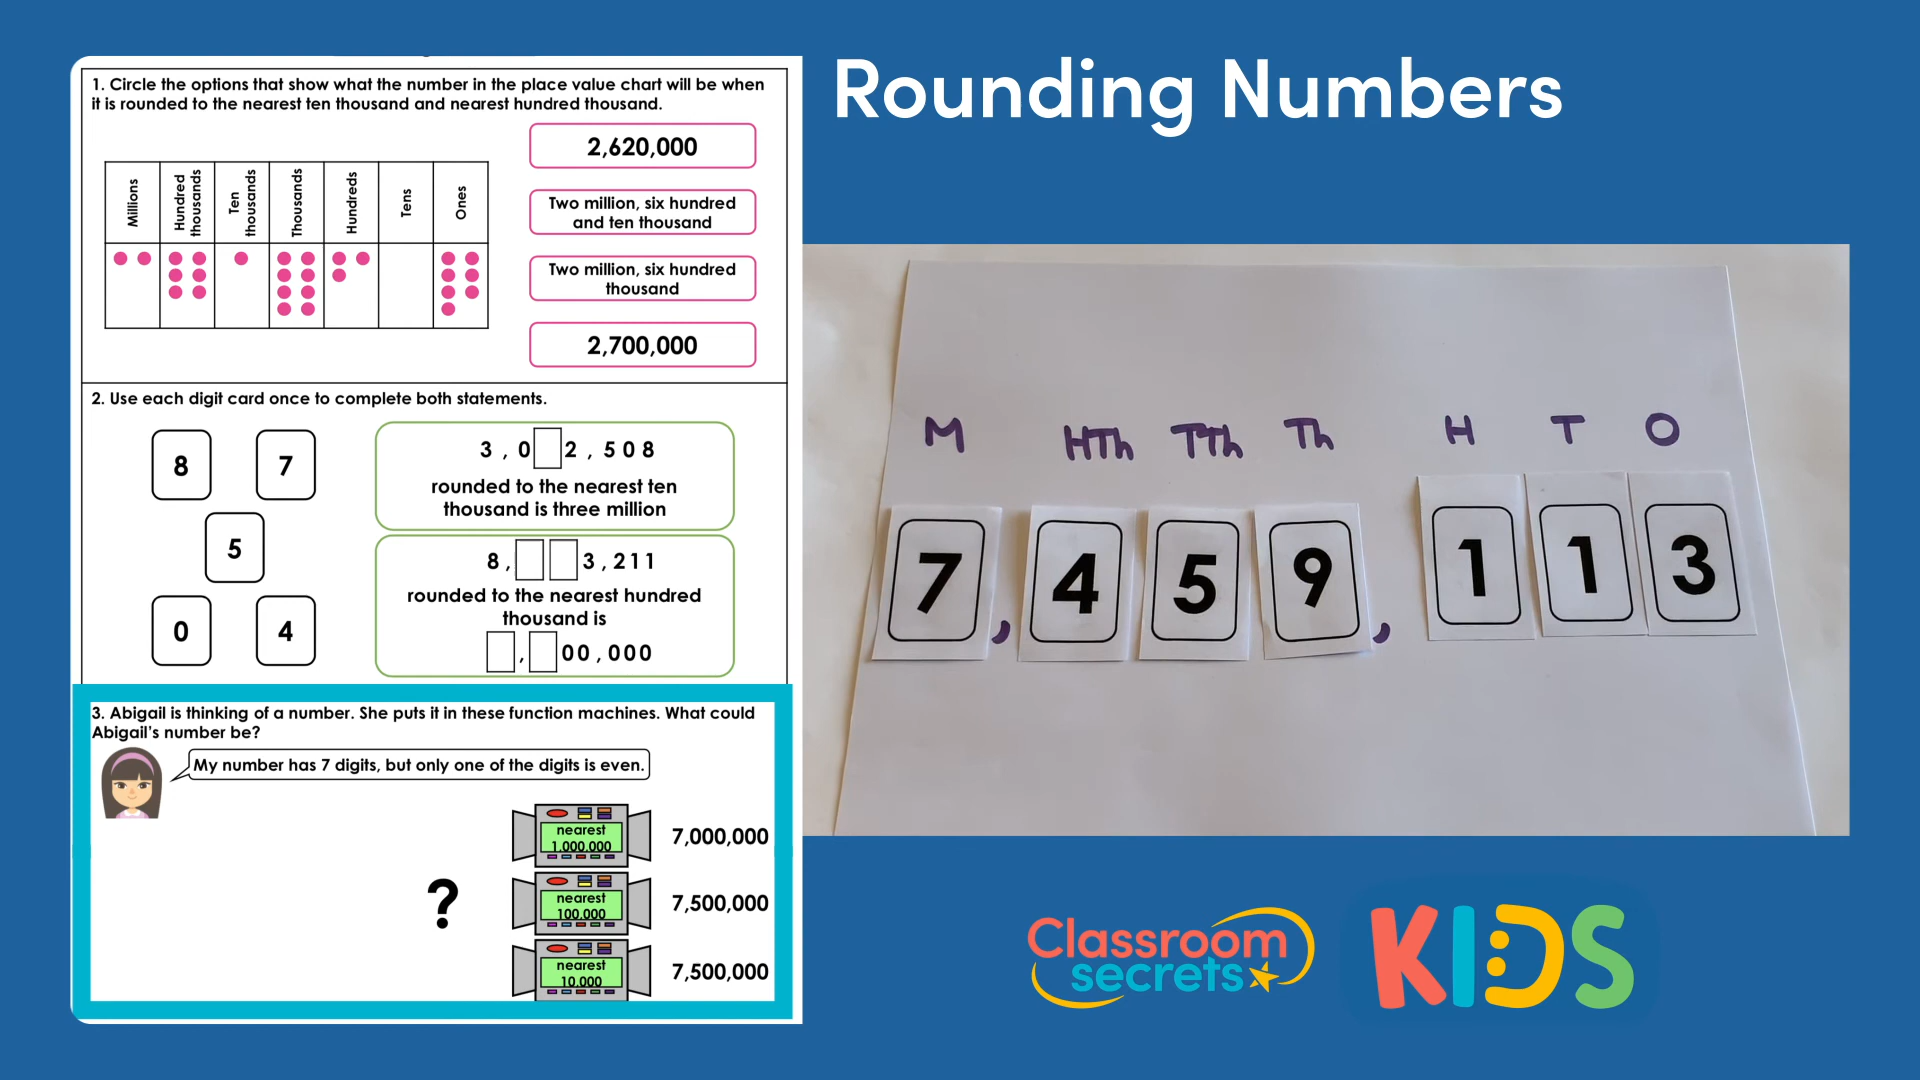 Rounding Numbers
1. Circle the options that show what the number in the place value chart will be when
it is rounded to the nearest ten thousand and nearest hundred thousand.
Millions
Hundred
thousands
Ten
thousands
Thousands
Hundreds
Tens
Ones
2,620,000
Two million, six hundred
and ten thousand
Two million, six hundred
thousand
2,700,000
2. Use each digit card once to complete both statements.
8
7
5
0
4
3 , 0 2 , 5 0 8
rounded to the nearest ten
thousand is three million
8 , 3 , 2 1 1
rounded to the nearest hundred
thousand is
, 0 0 , 0 0 0
3. Abigail is thinking of a number. She puts it in these function machines. What could
Abigail's number be?
My number has 7 digits, but only one of the digits is even.
?
nearest
1,000,000
7,000,000
nearest
100,000
7,500,000
nearest
10,000
7,500,000
M HTh TTh Th H T O
7 , 4 5 9 , 1 1 3
Classroom
secrets
KIDS